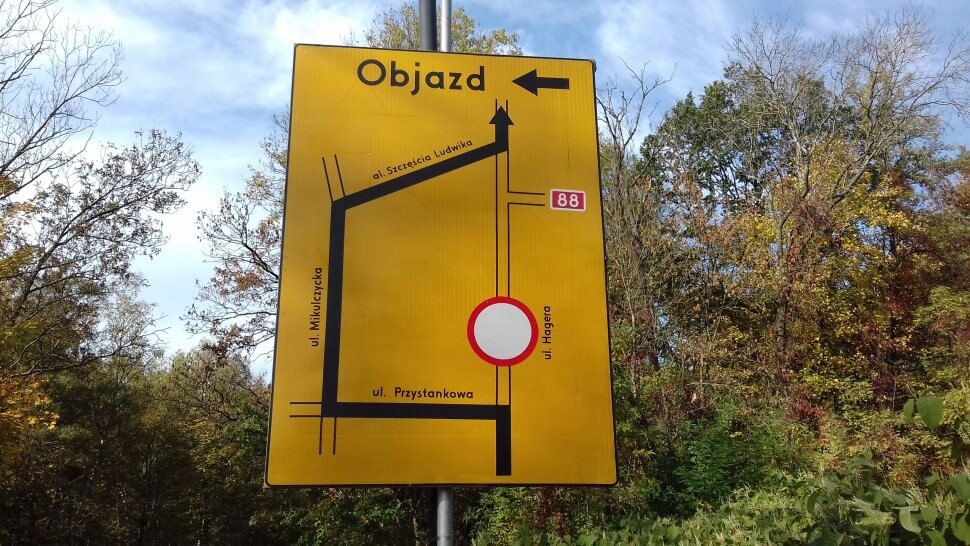 Objazd
al. Szczęścia Ludwika
88
ul. Mikulczycka
ul. Hagera
ul. Przystankowa